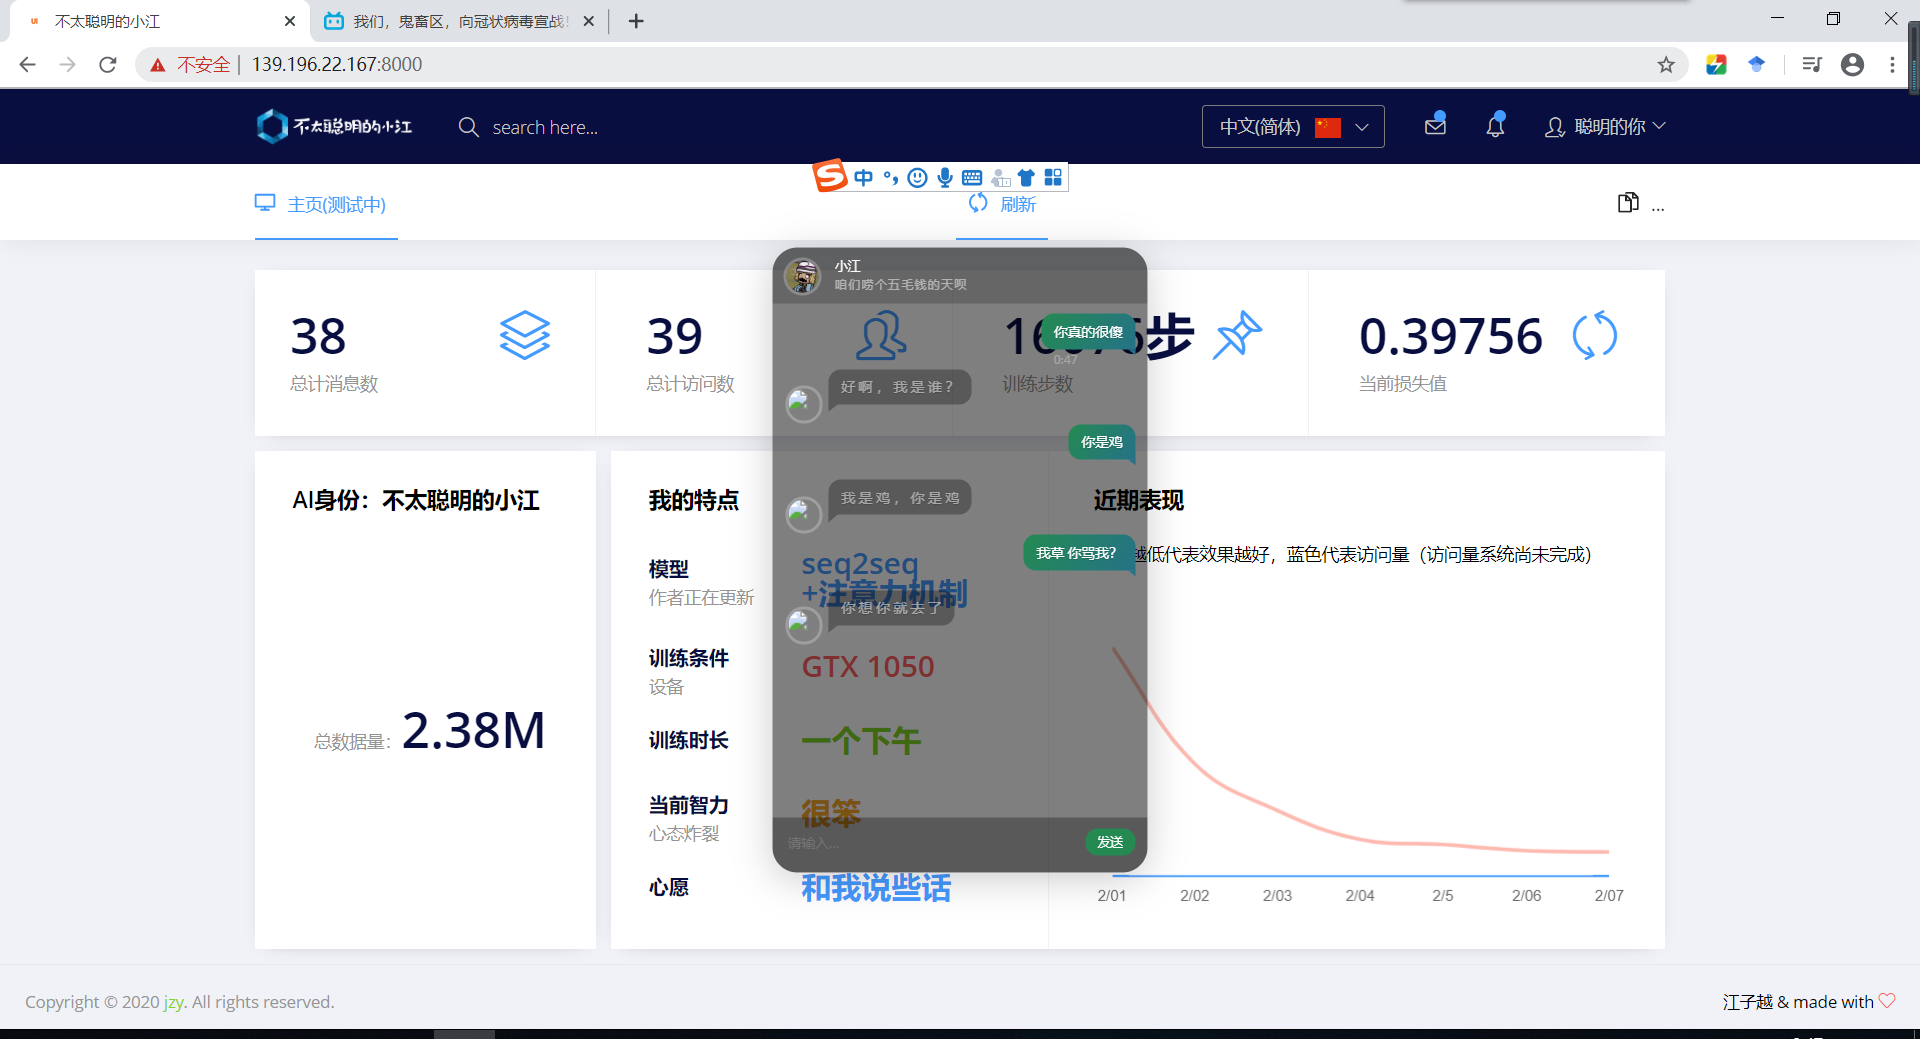 不太聪明的小江
我们，鬼畜区，向冠状病毒宣战！
不安全 | 139.196.22.167:8000
不太聪明的小江
search here...
中文(简体)
聪明的你
中
主页(测试中)
刷新
...
38
总计消息数
39
总计访问数
步
训练步数
0.39756
当前损失值
小江
咱们唠个五毛钱的天呗
你真的很傻
0:47
好啊，我是谁？
你是鸡
我是鸡，你是鸡
我草 你骂我？
你想你就去了
请输入...
发送
AI身份：不太聪明的小江
总数据量：2.38M
我的特点
模型
作者正在更新
seq2seq
+注意力机制
训练条件
设备
GTX 1050
训练时长
一个下午
当前智力
心态炸裂
很笨
心愿
和我说些话
近期表现
越低代表效果越好，蓝色代表访问量（访问量系统尚未完成）
2/01 2/02 2/03 2/04 2/5 2/06 2/07
Copyright © 2020 jzy. All rights reserved.
江子越 & made with ♡